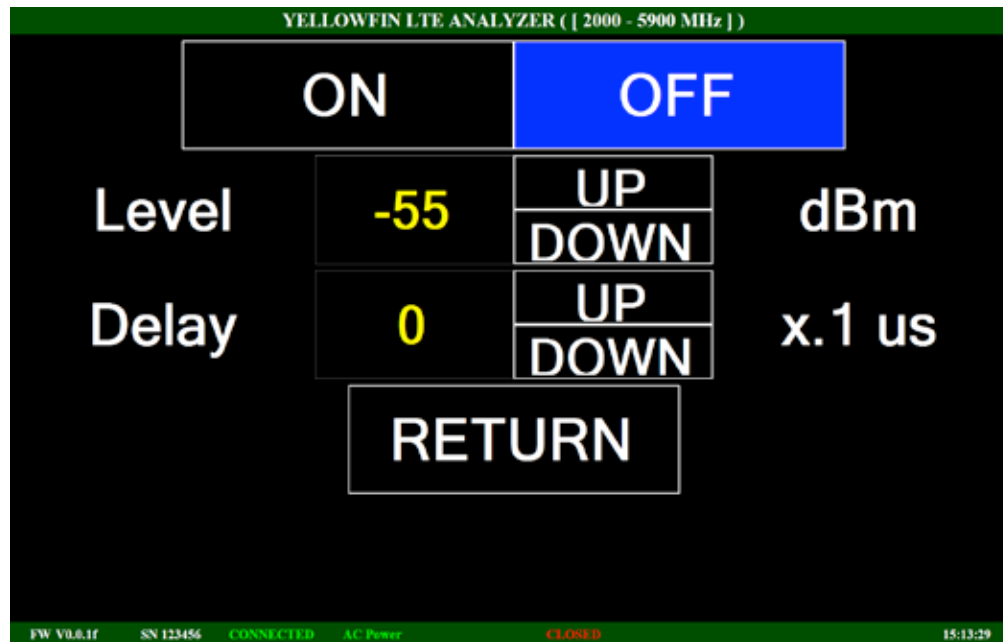 YELLOWFIN LTE ANALYZER ( [ 2000 - 5900 MHz ] )
ON OFF
Level -55 UP DOWN dBm
Delay 0 UP DOWN x.1 us
RETURN
FW V0.0.1f SN 123456 CONNECTED AC Power CLOSED 15:13:29